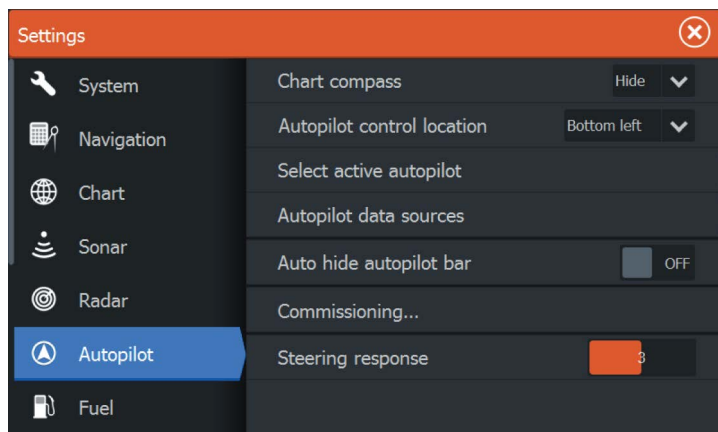 Settings
System
Navigation
Chart
Sonar
Radar
Autopilot
Fuel
Chart compass Hide
Autopilot control location Bottom left
Select active autopilot
Autopilot data sources
Auto hide autopilot bar OFF
Commissioning...
Steering response 3